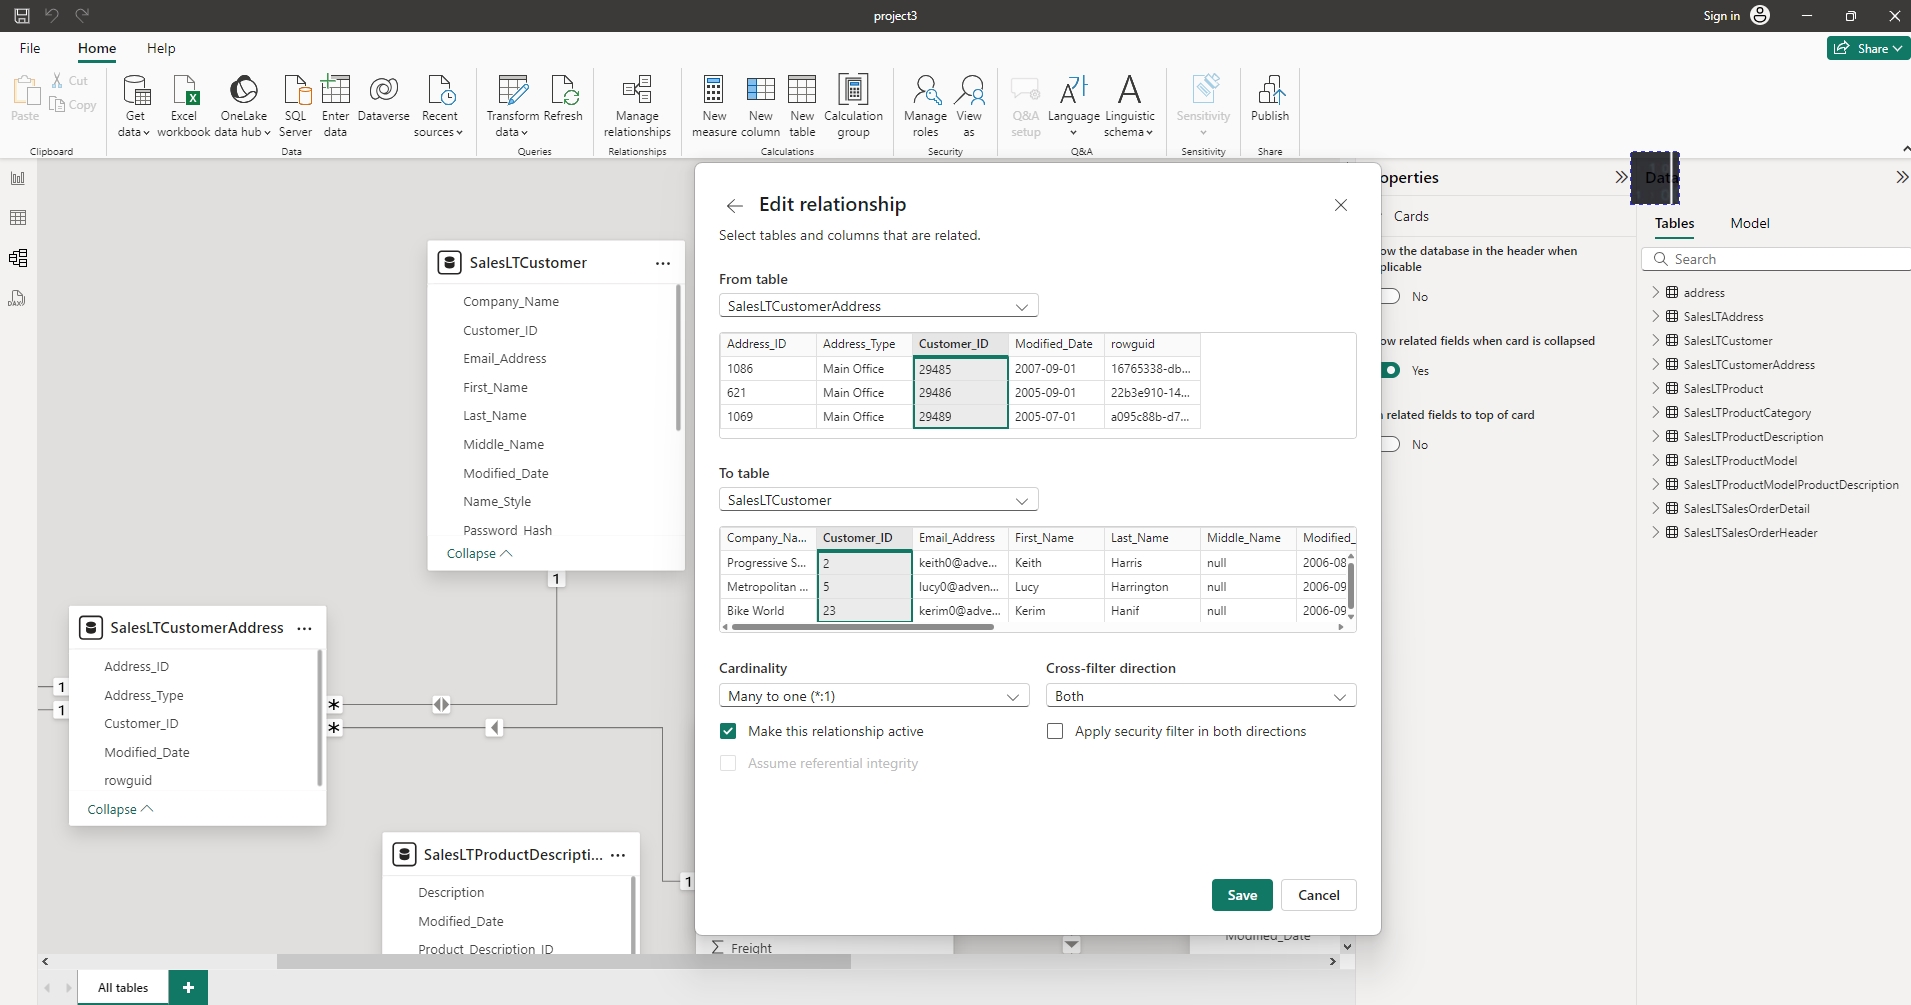 project3
Sign in
File
Home
Help
Share
Paste
Cut
Copy
Clipboard
Get data
Excel workbook
OneLake data hub
SQL Server
Enter data
Dataverse
Recent sources
Data
Transform data
Refresh
Queries
Manage relationships
Relationships
New measure
New column
New table
Calculation group
Calculations
Manage roles
View as
Security
Q&A setup
Language
Linguistic schema
Q&A
Sensitivity
Sensitivity
Publish
Share
SalesLTCustomer
Company_Name
Customer_ID
Email_Address
First_Name
Last_Name
Middle_Name
Modified_Date
Name_Style
Password_Hash
Collapse
1
SalesLTCustomerAddress
Address_ID
Address_Type
Customer_ID
Modified_Date
rowguid
Collapse
1
1
*
*
SalesLTProductDescripti...
Description
Modified_Date
Product_Description_ID
1
Edit relationship
Select tables and columns that are related.
From table
SalesLTCustomerAddress
Address_ID Address_Type Customer_ID Modified_Date rowguid
1086 Main Office 29485 2007-09-01 16765338-db...
621 Main Office 29486 2005-09-01 22b3e910-14...
1069 Main Office 29489 2005-07-01 a095c88b-d7...
To table
SalesLTCustomer
Company_Na... Customer_ID Email_Address First_Name Last_Name Middle_Name Modified_
Progressive S... 2 keith0@adve... Keith Harris null 2006-08
Metropolitan ... 5 lucy0@adven... Lucy Harrington null 2006-09
Bike World 23 kerim0@adve... Kerim Hanif null 2006-09
Cardinality
Many to one (*:1)
Cross-filter direction
Both
Make this relationship active
Apply security filter in both directions
Assume referential integrity
Save
Cancel
Freight
Modified_Date
operties
Cards
ow the database in the header when
plicable
No
ow related fields when card is collapsed
Yes
related fields to top of card
No
Data
Tables
Model
Search
address
SalesLTAddress
SalesLTCustomer
SalesLTCustomerAddress
SalesLTProduct
SalesLTProductCategory
SalesLTProductDescription
SalesLTProductModel
SalesLTProductModelProductDescription
SalesLTSalesOrderDetail
SalesLTSalesOrderHeader
All tables